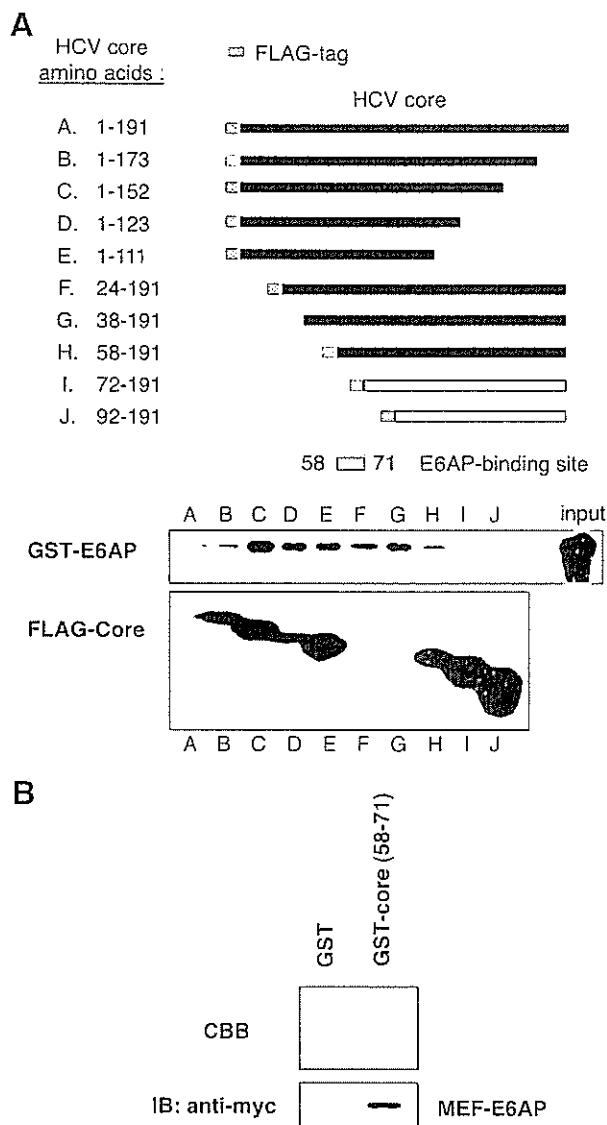 A
HCV core
amino acids :
FLAG-tag
HCV core
A. 1-191
B. 1-173
C. 1-152
D. 1-123
E. 1-111
F. 24-191
G. 38-191
H. 58-191
I. 72-191
J. 92-191
58 71 E6AP-binding site
A B C D E F G H I J input
GST-E6AP
FLAG-Core
A B C D E F G H I J
B
GST
GST-core (58-71)
CBB
IB: anti-myc MEF-E6AP